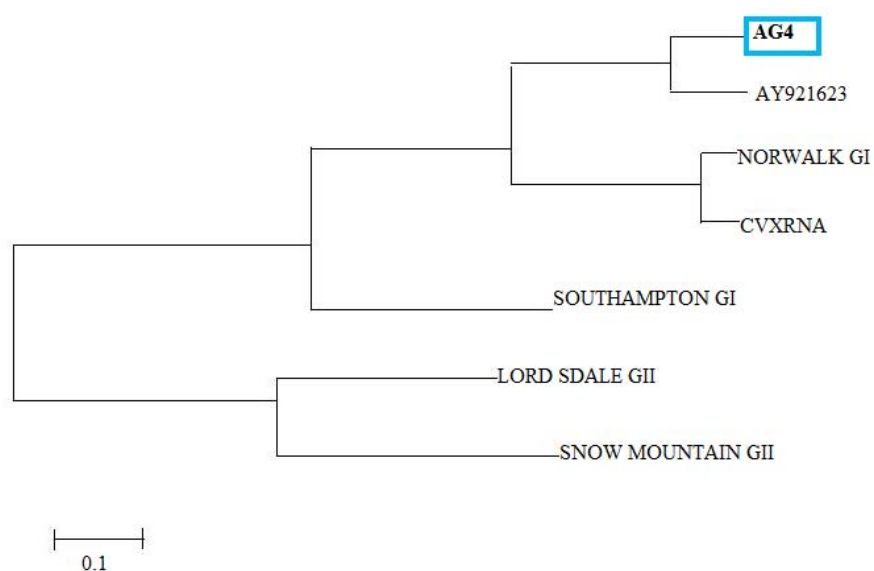 AG4
AY921623
NORWALK GI
CVXRNA
SOUTHAMPTON GI
LORD SDALE GII
SNOW MOUNTAIN GII
0.1